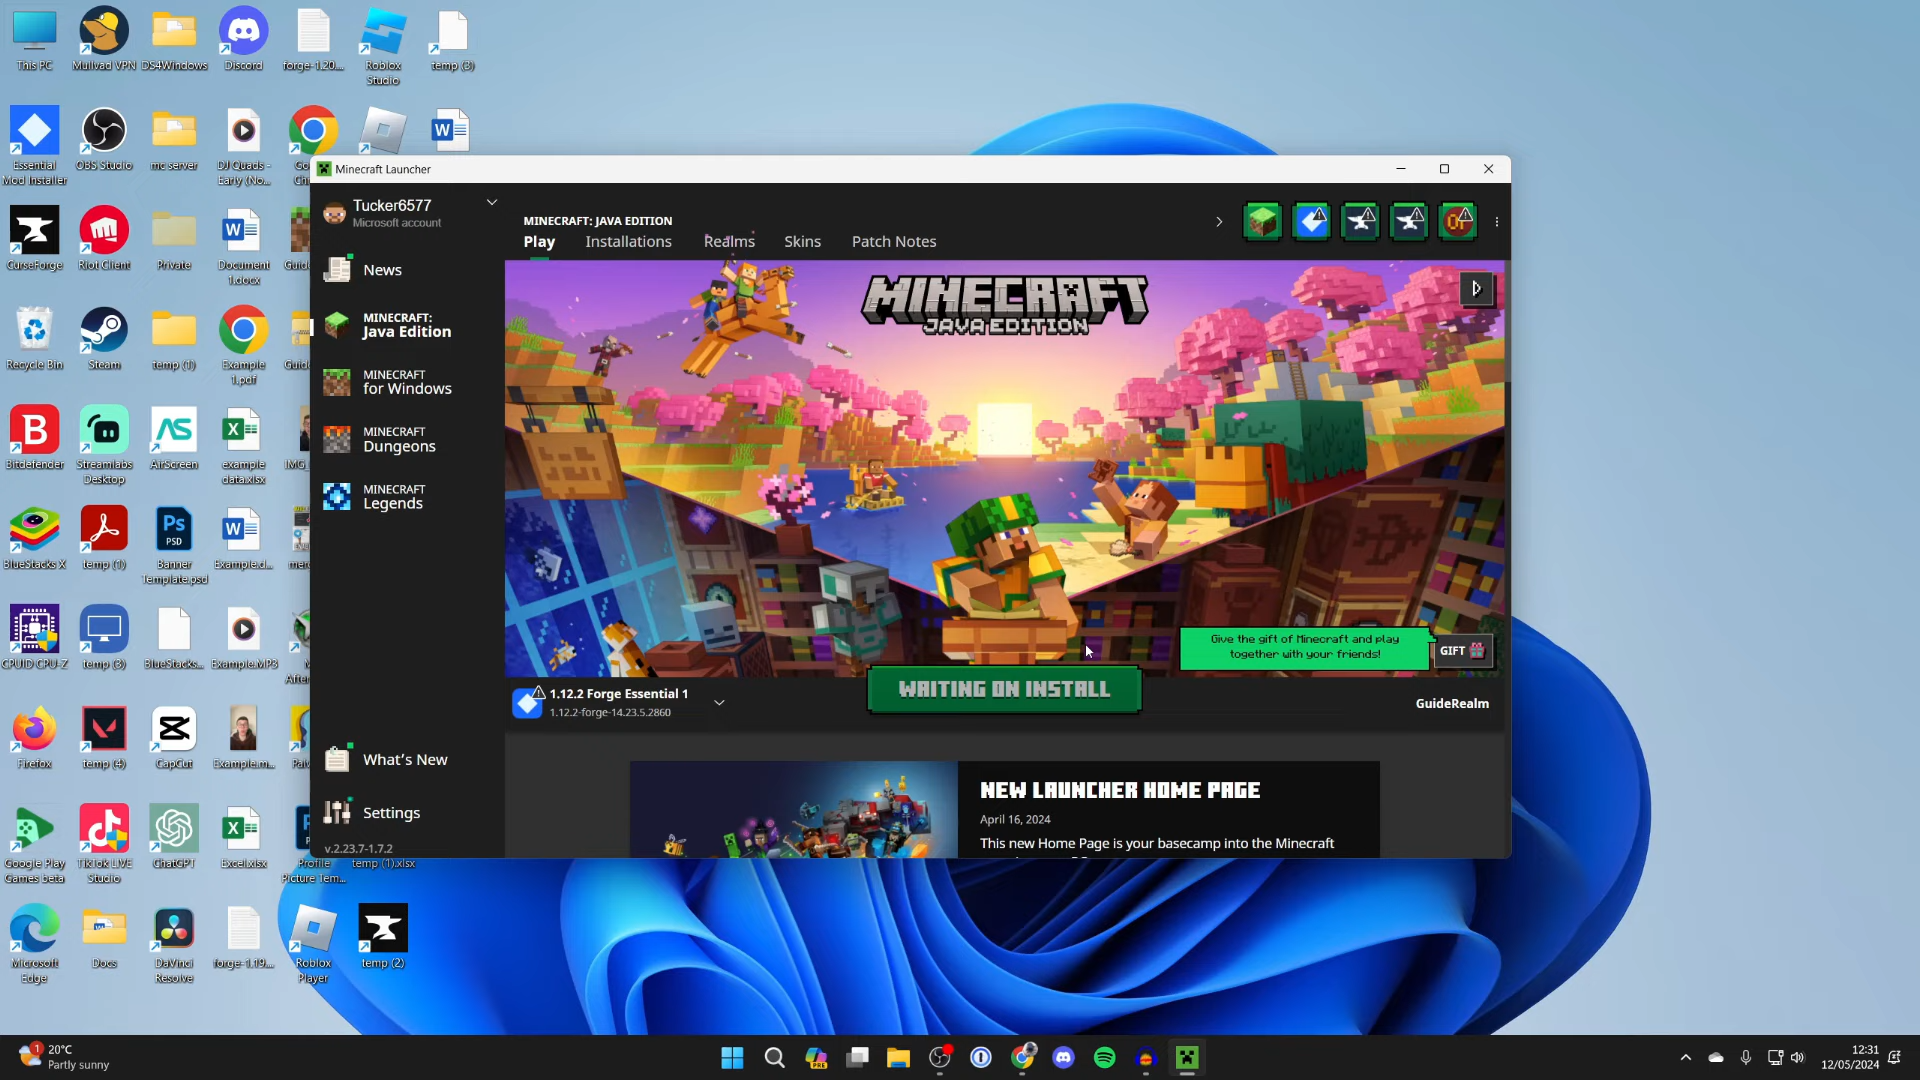 This PC
Mullvad VPN
DS4Windows
Discord
forge-1.20...
Roblox
Studio
temp (3)
Essential
Mod Installer
OBS Studio
mc server
DJ Quads -
Early (No...
CurseForge
Riot Client
Private
Document
1.docx
Recycle Bin
Steam
temp (1)
Example
1.pdf
Bitdefender
Streamlabs
Desktop
AirScreen
example
data.xlsx
BlueStacks X
temp (1)
Banner
Template.psd
Example.d...
CPUID CPU-Z
temp (3)
BlueStacks...
Example.MP3
Firefox
temp (4)
CapCut
Example.m...
Google Play
Games beta
TikTok LIVE
Studio
ChatGPT
Excel.xlsx
Profile
Picture Tem...
temp (1).xlsx
Microsoft
Edge
Docs
DaVinci
Resolve
forge-1.19...
Roblox
Player
temp (2)
Minecraft Launcher
Tucker6577
Microsoft account
News
MINECRAFT:
Java Edition
MINECRAFT
for Windows
MINECRAFT
Dungeons
MINECRAFT
Legends
What's New
Settings
v.2.23.7-1.7.2
MINECRAFT: JAVA EDITION
Play
Installations
Realms
Skins
Patch Notes
MINECRAFT
JAVA EDITION
Give the gift of Minecraft and play
together with your friends!
GIFT
1.12.2 Forge Essential 1
1.12.2-forge-14.23.5.2860
WAITING ON INSTALL
GuideRealm
NEW LAUNCHER HOME PAGE
April 16, 2024
This new Home Page is your basecamp into the Minecraft
1
20°C
Partly sunny
PRE
12:31
12/05/2024